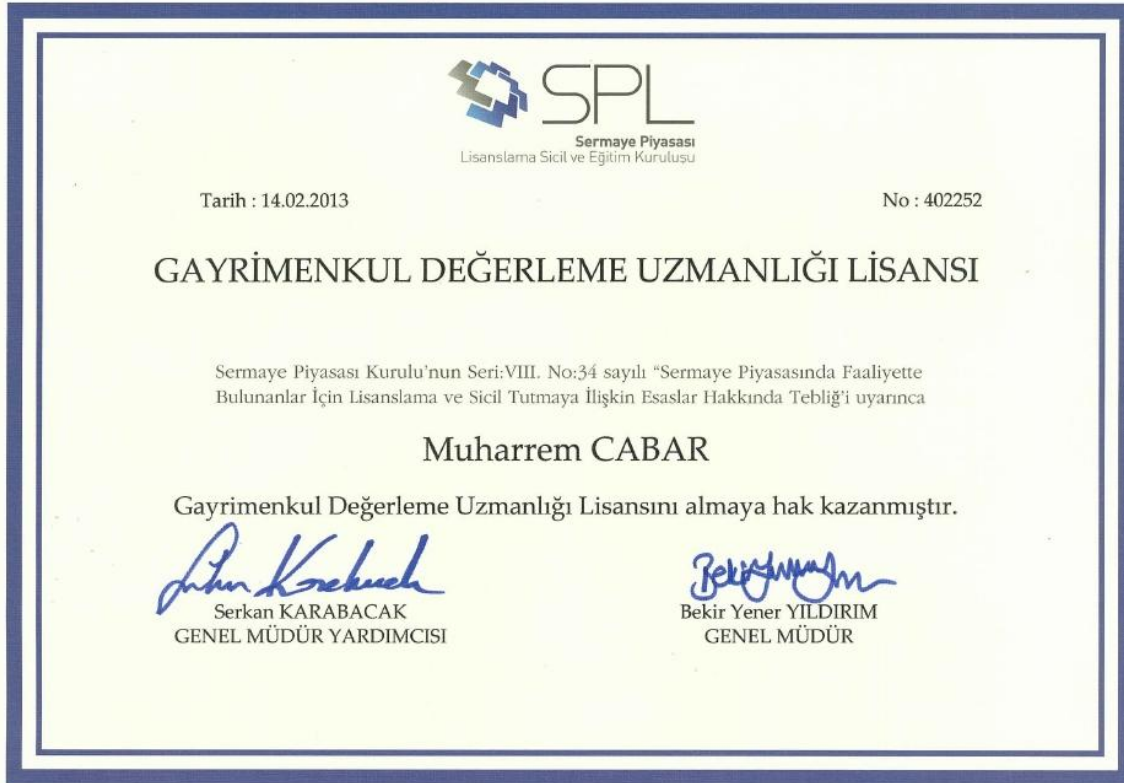 SPL
Sermaye Piyasası
Lisanslama Sicil ve Eğitim Kuruluşu
Tarih : 14.02.2013
No : 402252
GAYRİMENKUL DEĞERLEME UZMANLIĞI LİSANSI
Sermaye Piyasası Kurulu'nun Seri:VIII. No:34 sayılı "Sermaye Piyasasında Faaliyette
Bulunanlar İçin Lisanslama ve Sicil Tutmaya İlişkin Esaslar Hakkında Tebliğ'i uyarınca
Muharrem CABAR
Gayrimenkul Değerleme Uzmanlığı Lisansını almaya hak kazanmıştır.
Serkan KARABACAK
GENEL MÜDÜR YARDIMCISI
Bekir Yener YILDIRIM
GENEL MÜDÜR